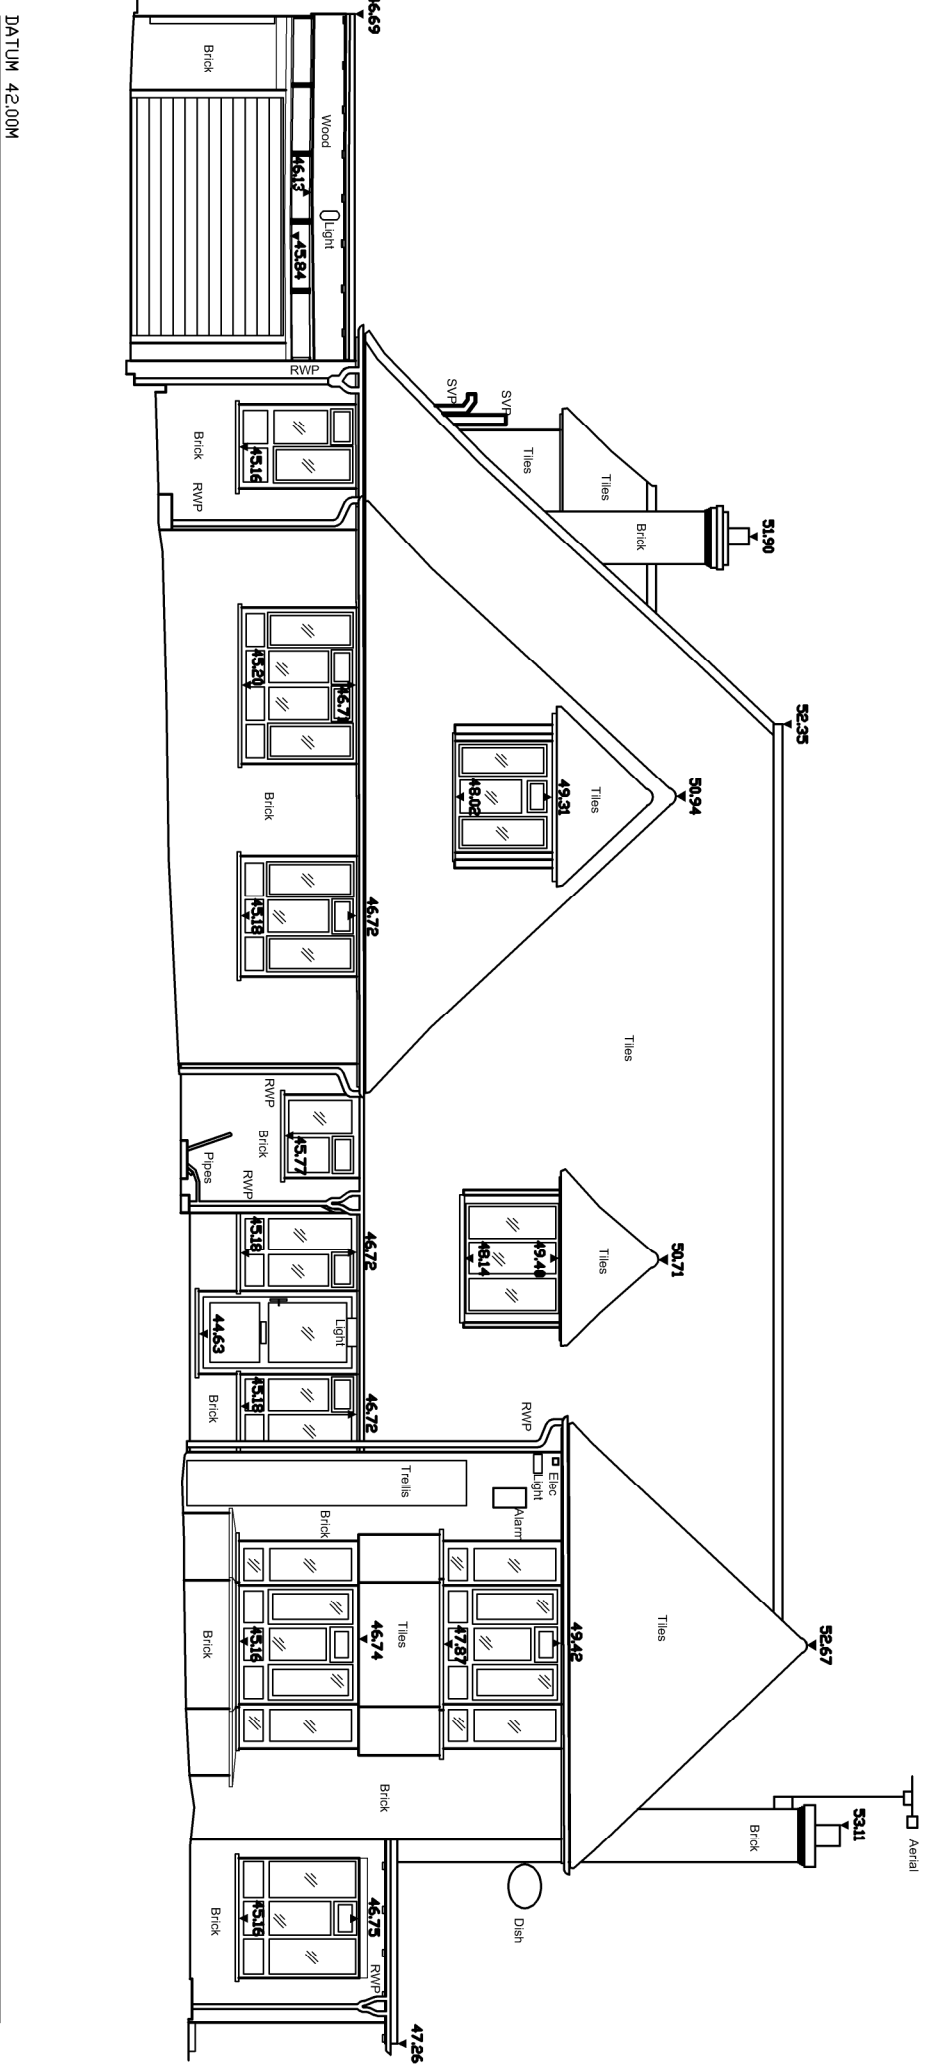 46.69
Brick
Wood
46.13
Light
45.84
RWP
SVP
SVP
Tiles
Tiles
Brick
51.90
Brick
45.16
RWP
52.35
50.94
Tiles
49.31
48.02
46.71
45.20
Brick
46.72
45.18
Tiles
RWP
Brick
45.77
Pipes
RWP
50.71
Tiles
49.40
48.14
46.72
45.18
Light
44.63
46.72
45.18
Brick
RWP
Elec
Light
Alarm
Trellis
Brick
52.67
Tiles
49.42
47.87
Tiles
46.74
45.16
Brick
Aerial
53.11
Brick
Brick
Dish
46.75
45.16
Brick
RWP
47.26
DATUM 42.00M